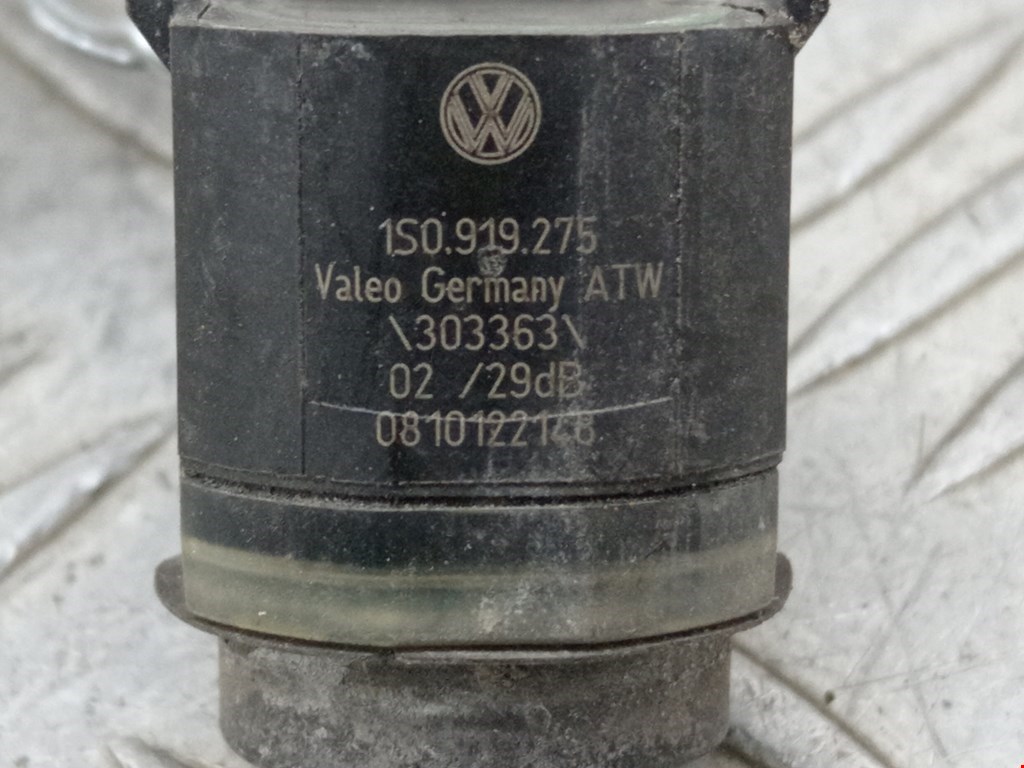 1S0.919.275
Valeo Germany ATW
\303363\
02 /29dB
0810122148